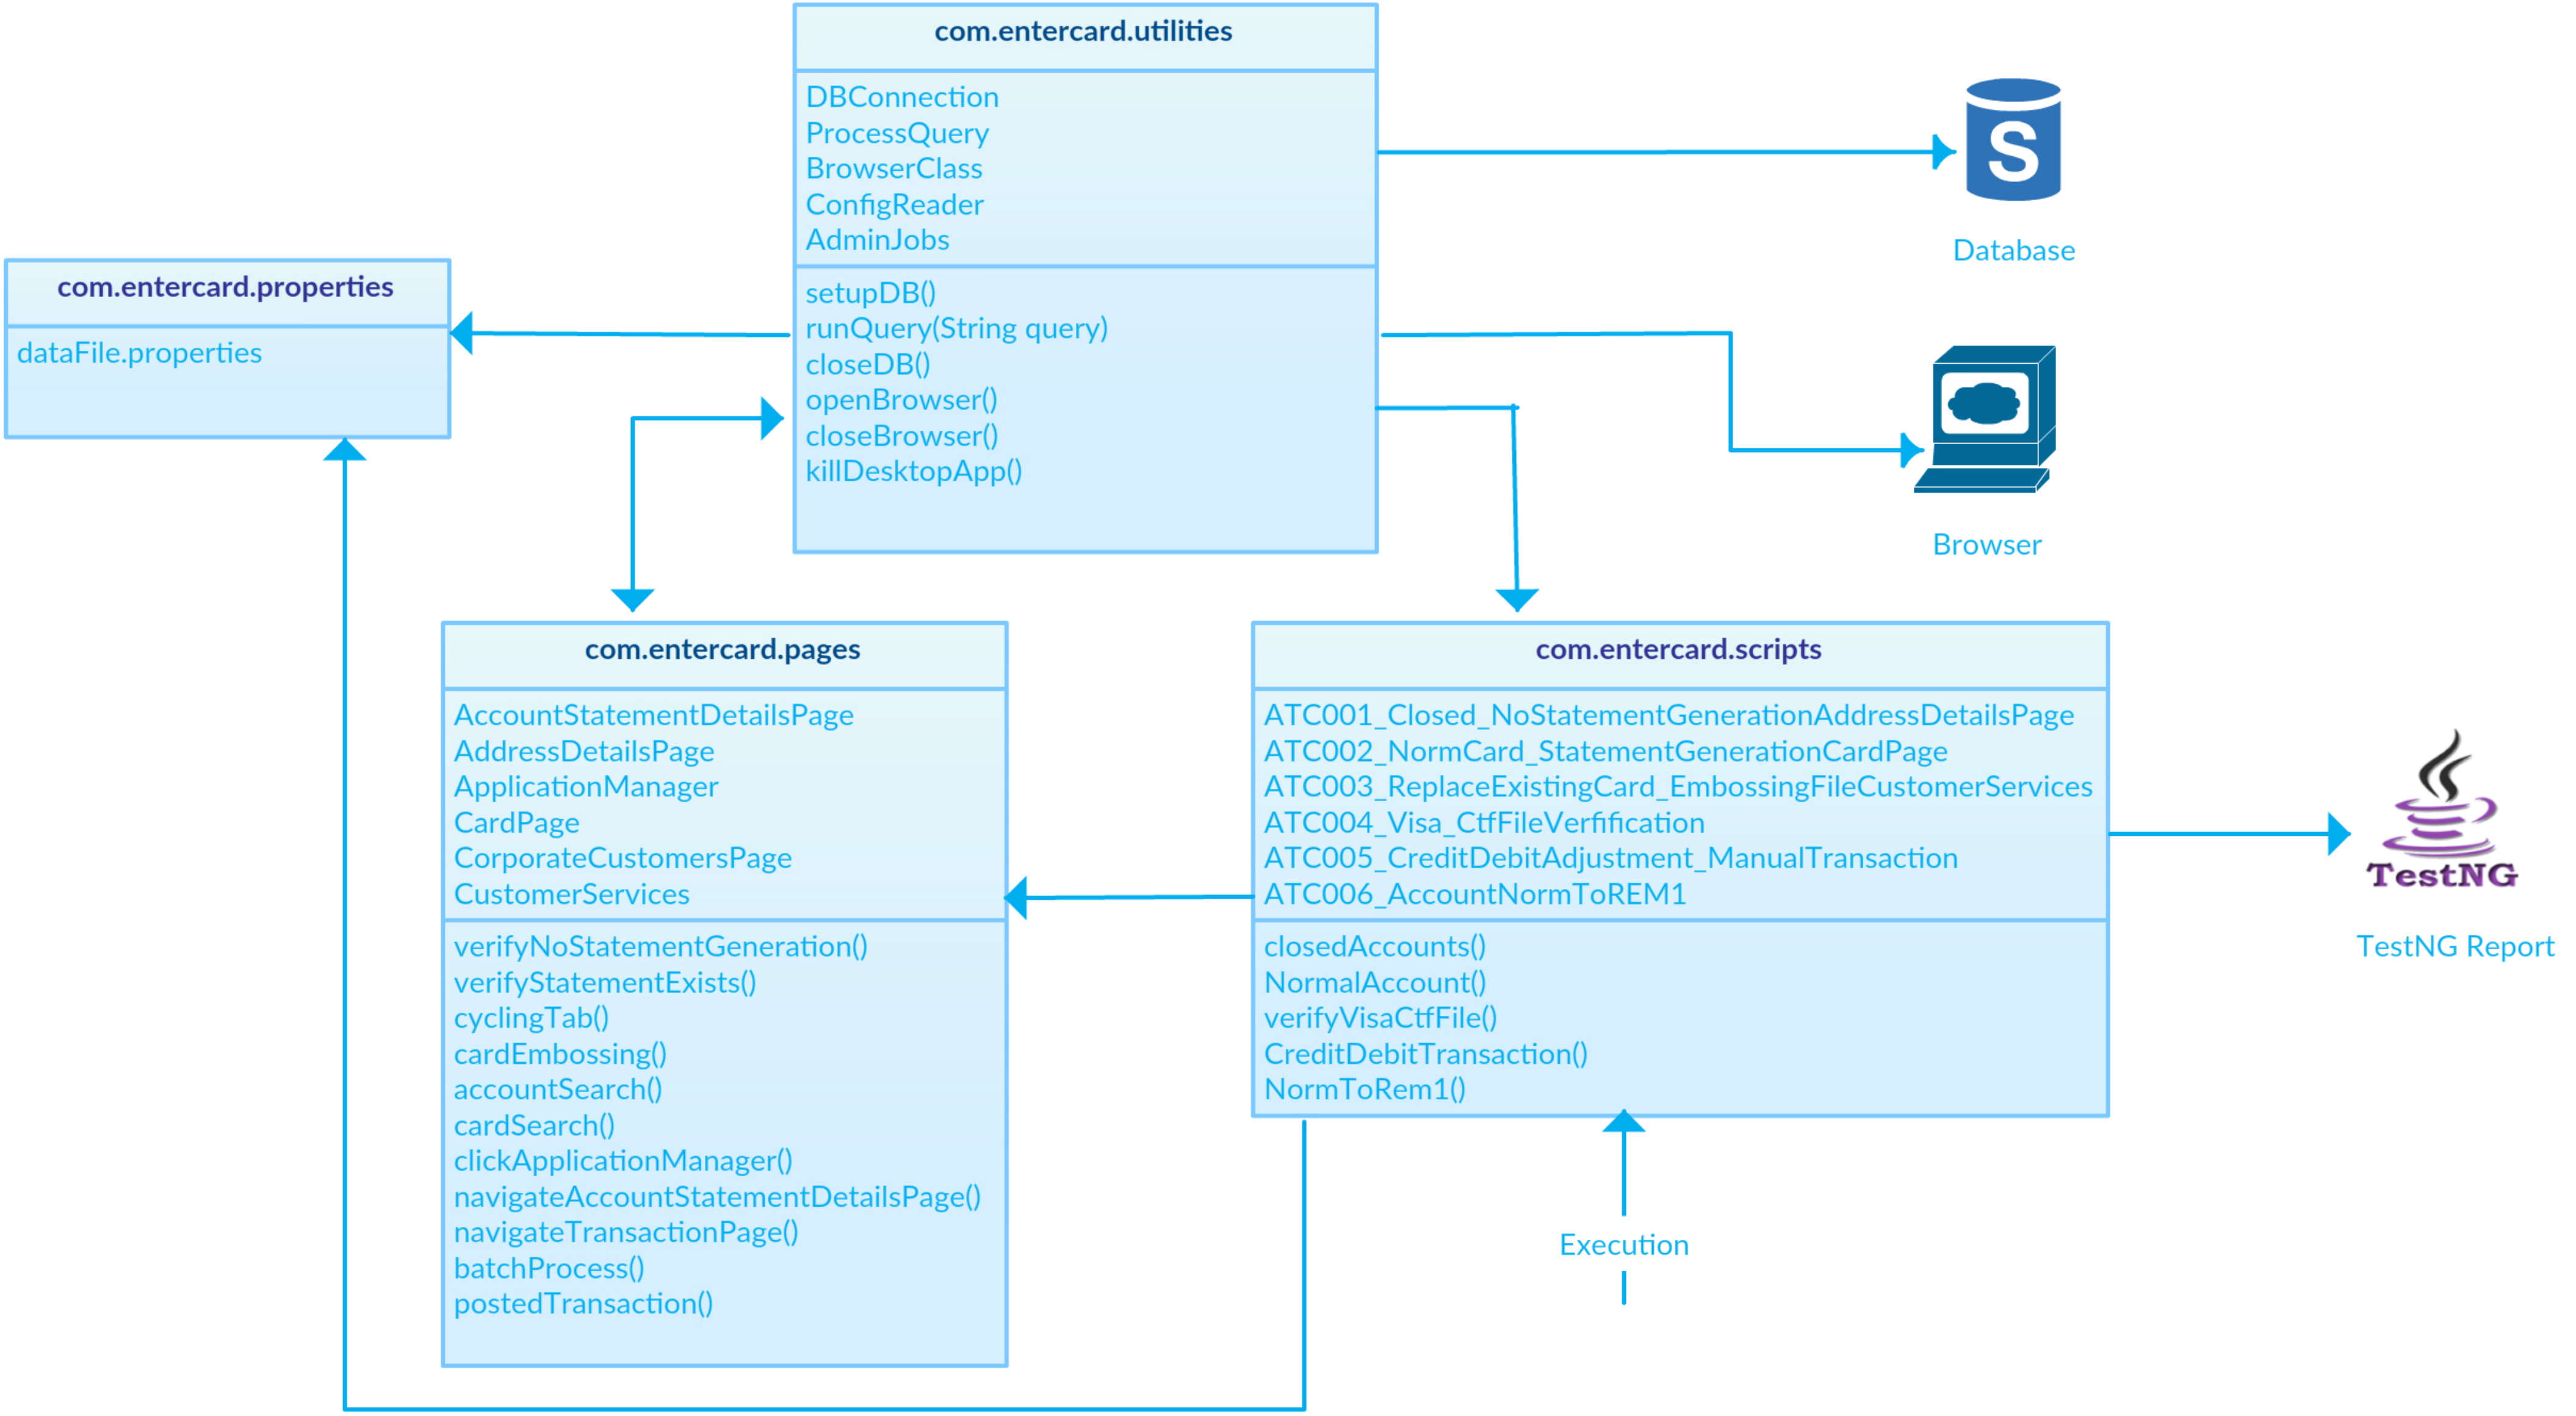 com.entercard.utilities
DBConnection
ProcessQuery
BrowserClass
ConfigReader
AdminJobs
setupDB()
runQuery(String query)
closeDB()
openBrowser()
closeBrowser()
killDesktopApp()
S
Database
com.entercard.properties
dataFile.properties
Browser
com.entercard.pages
AccountStatementDetailsPage
AddressDetailsPage
ApplicationManager
CardPage
CorporateCustomersPage
CustomerServices
verifyNoStatementGeneration()
verifyStatementExists()
cyclingTab()
cardEmbossing()
accountSearch()
cardSearch()
clickApplicationManager()
navigateAccountStatementDetailsPage()
navigateTransactionPage()
batchProcess()
postedTransaction()
com.entercard.scripts
ATC001_Closed_NoStatementGenerationAddressDetailsPage
ATC002_NormCard_StatementGenerationCardPage
ATC003_ReplaceExistingCard_EmbossingFileCustomerServices
ATC004_Visa_CtfFileVerfification
ATC005_CreditDebitAdjustment_ManualTransaction
ATC006_AccountNormToREM1
closedAccounts()
NormalAccount()
verifyVisaCtfFile()
CreditDebitTransaction()
NormToRem1()
Execution
TestNG
TestNG Report